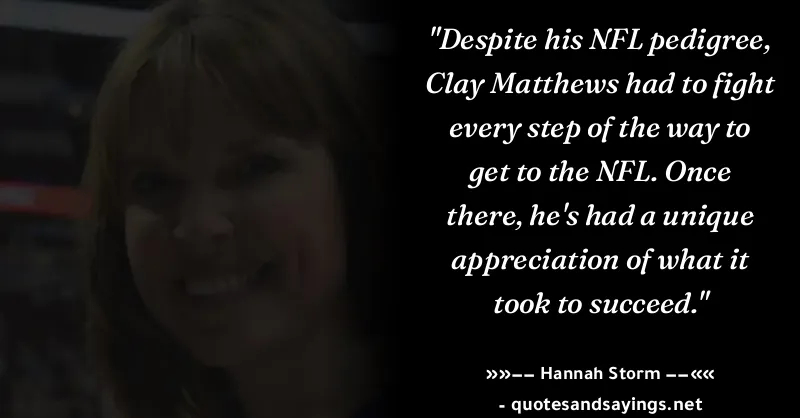 "Despite his NFL pedigree,
Clay Matthews had to fight
every step of the way to
get to the NFL. Once
there, he's had a unique
appreciation of what it
took to succeed."
»»−− Hannah Storm −−««
- quotesandsayings.net